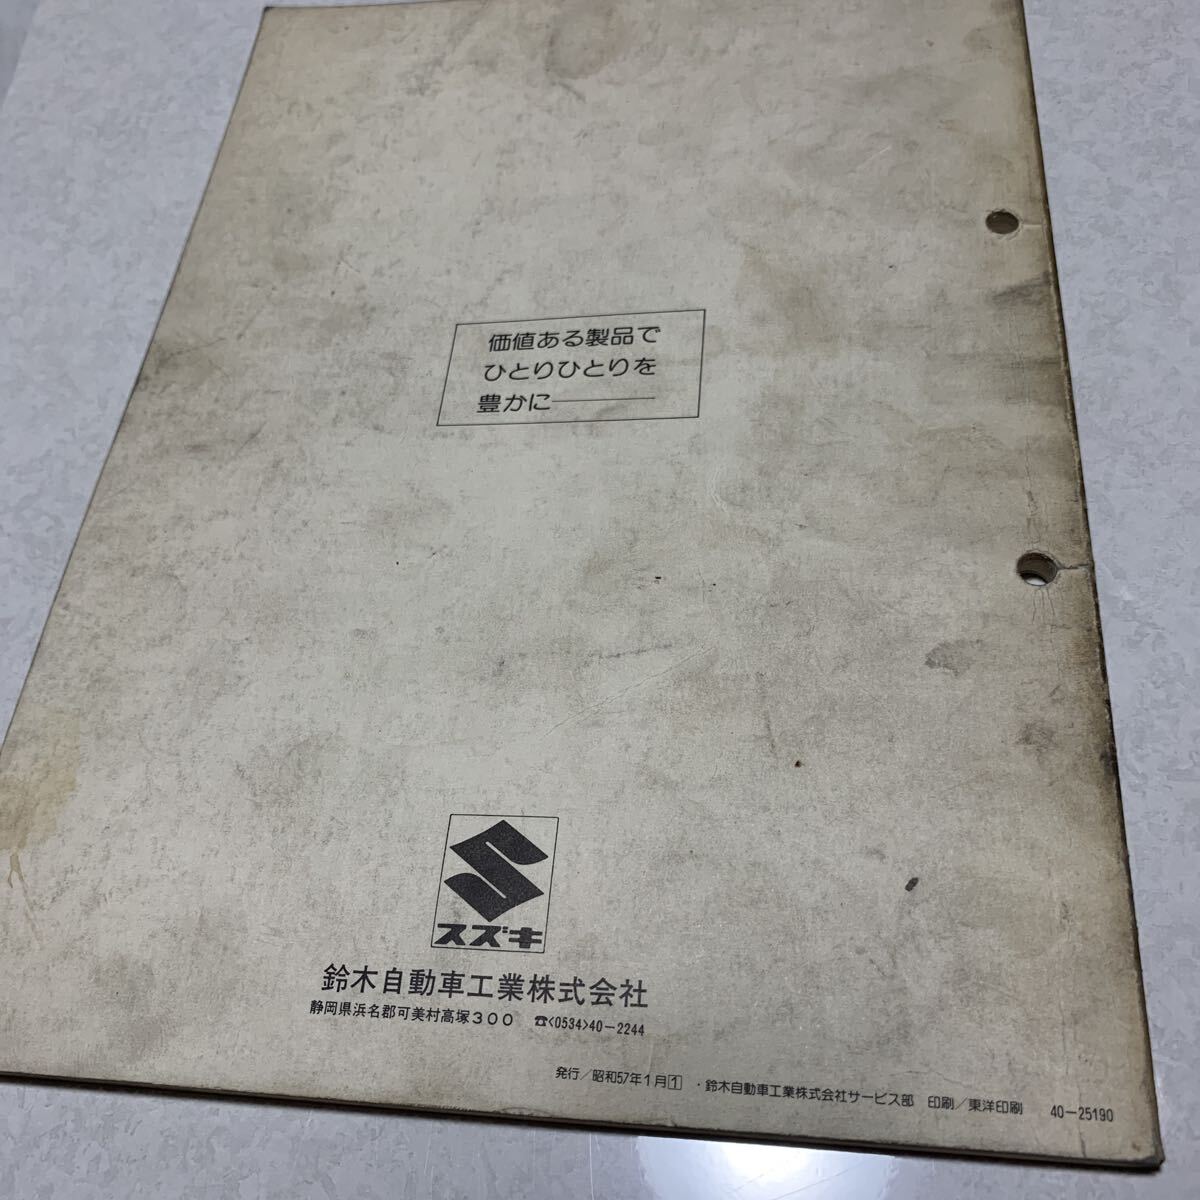 価値ある製品で
ひとりひとりを
豊かに────
スズキ
鈴木自動車工業株式会社
静岡県浜名郡可美村高塚300 ☎<0534>40-2244
発行/昭和57年1月1 ・鈴木自動車工業株式会社サービス部 印刷/東洋印刷 40-25190